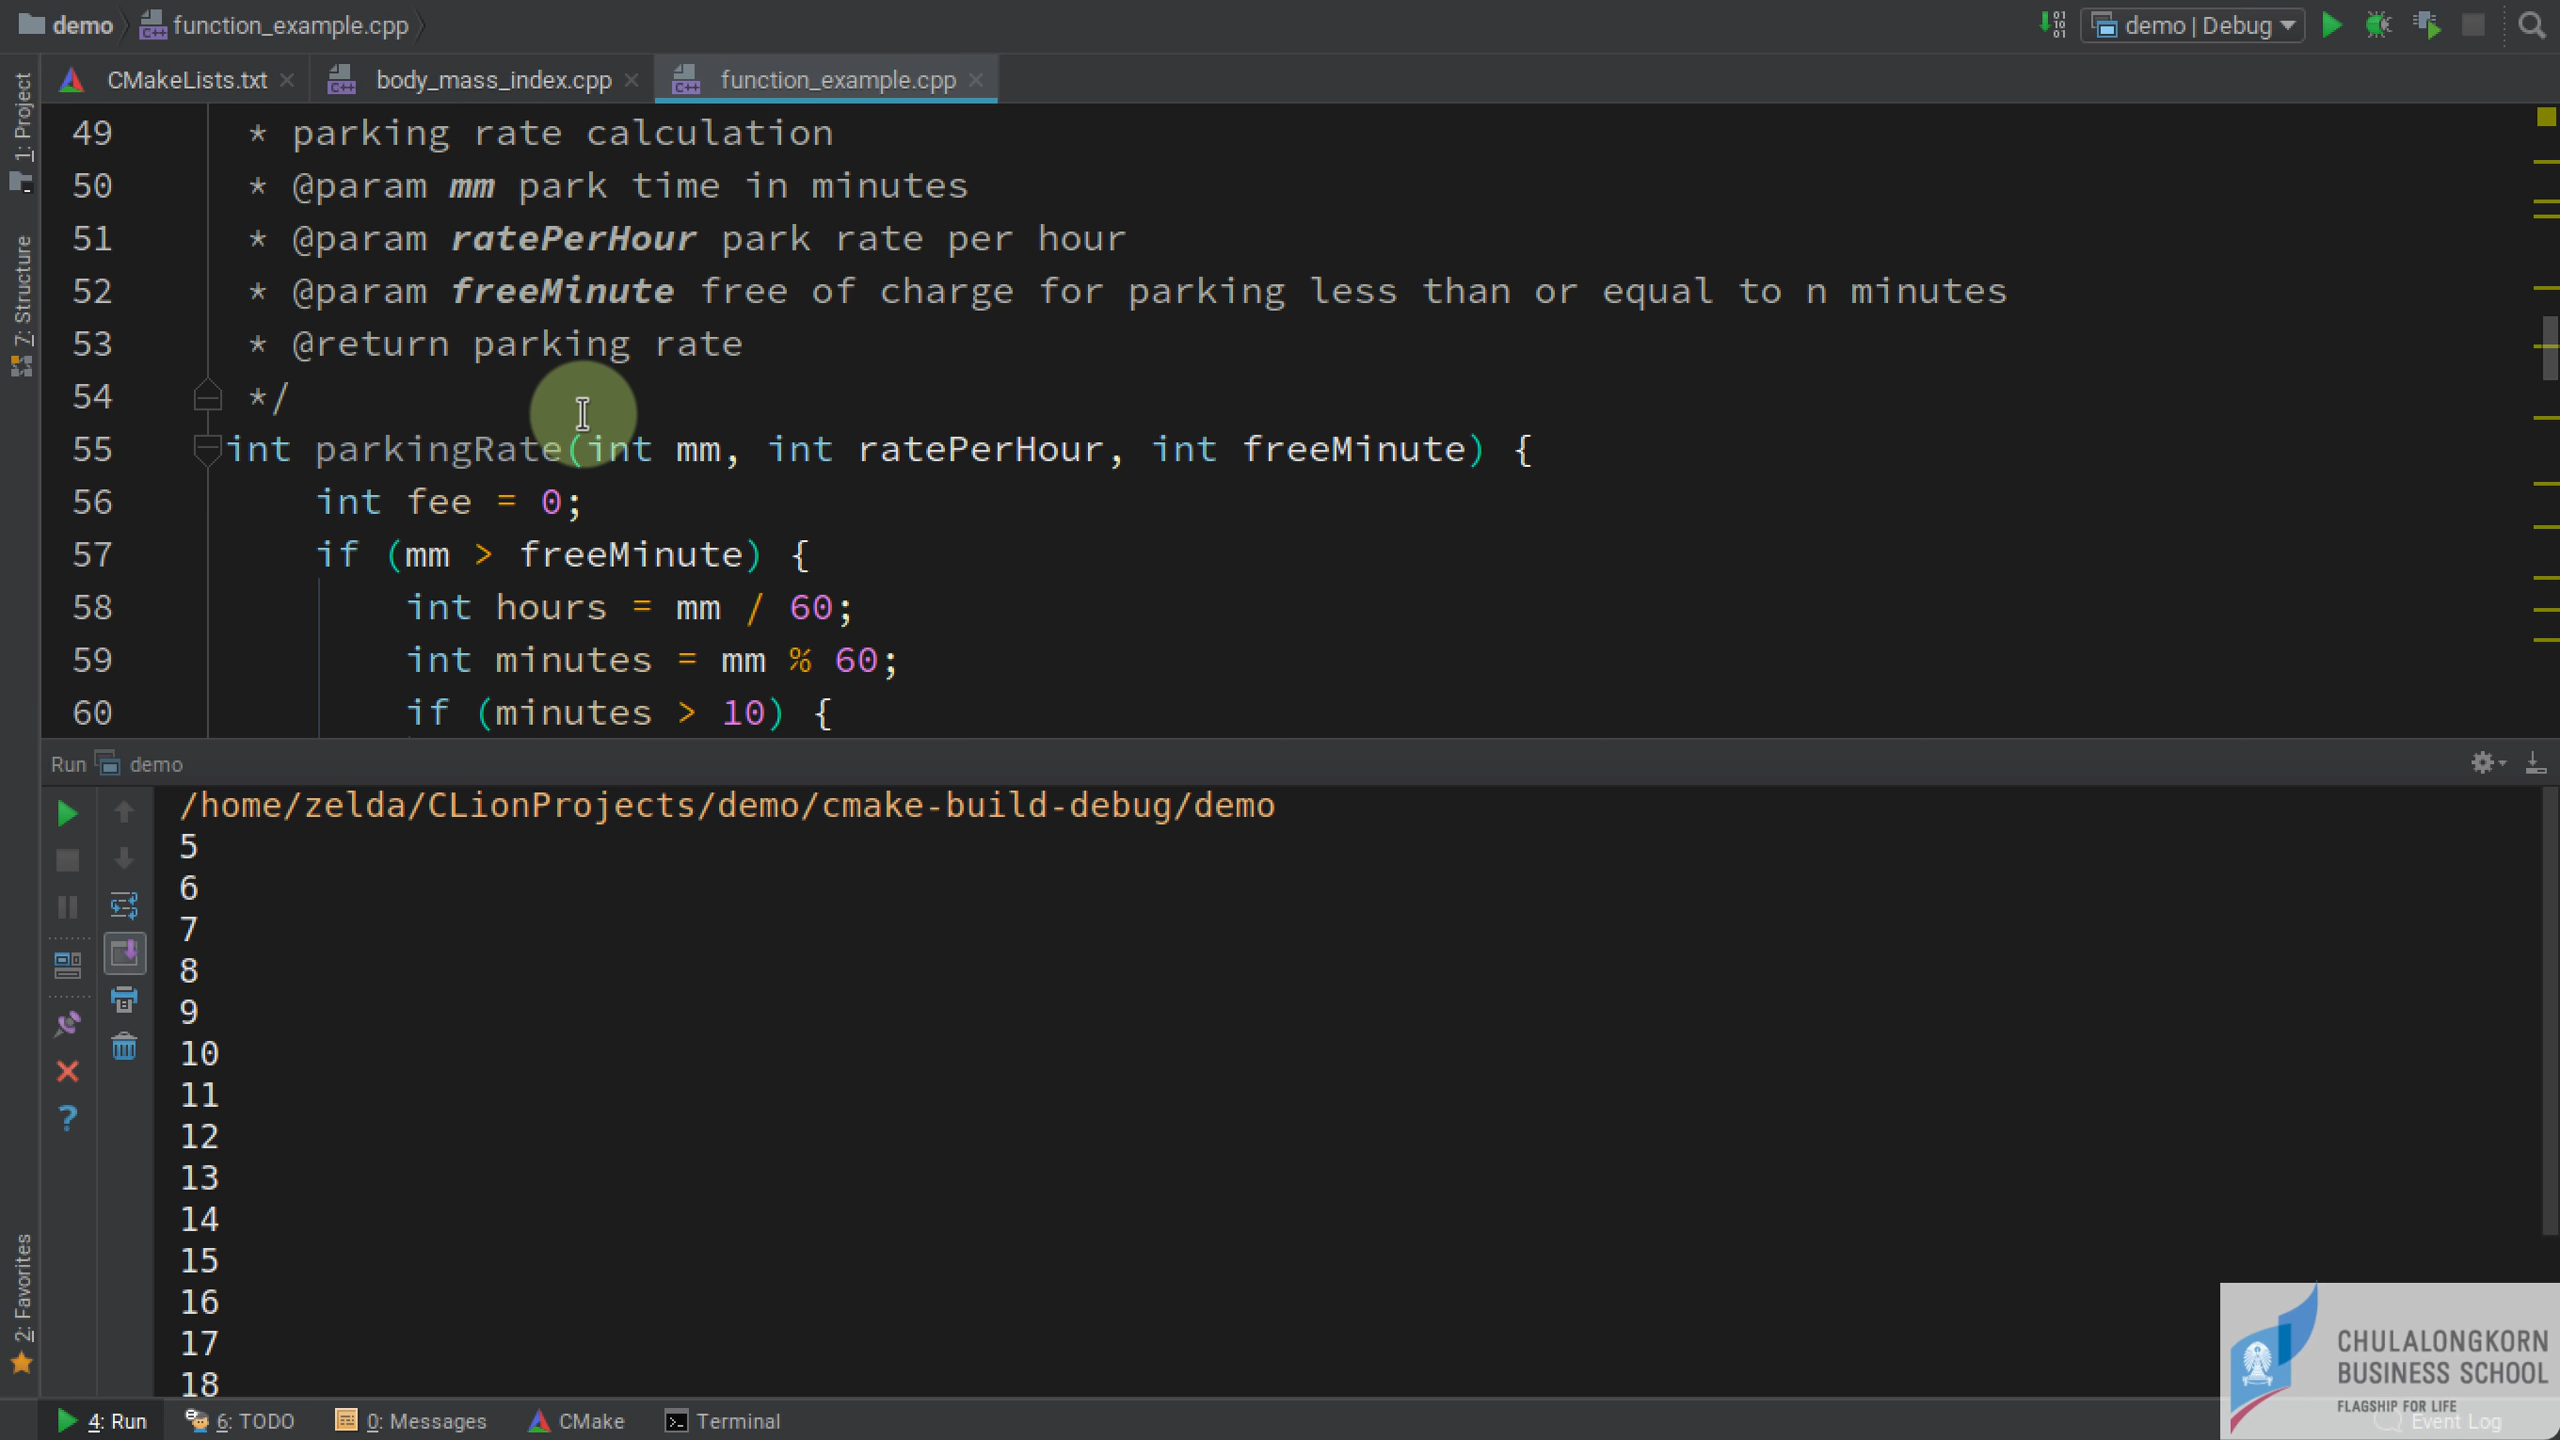 demo function_example.cpp demo | Debug
CMakeLists.txt body_mass_index.cpp function_example.cpp
1: Project
7: Structure
2: Favorites
49 * parking rate calculation
50 * @param mm park time in minutes
51 * @param ratePerHour park rate per hour
52 * @param freeMinute free of charge for parking less than or equal to n minutes
53 * @return parking rate
54 */
55 int parkingRate(int mm, int ratePerHour, int freeMinute) {
56 int fee = 0;
57 if (mm > freeMinute) {
58 int hours = mm / 60;
59 int minutes = mm % 60;
60 if (minutes > 10) {
Run demo
/home/zelda/CLionProjects/demo/cmake-build-debug/demo
5
6
7
8
9
10
11
12
13
14
15
16
17
18
CHULALONGKORN
BUSINESS SCHOOL
FLAGSHIP FOR LIFE
4: Run 6: TODO 0: Messages CMake Terminal Event Log